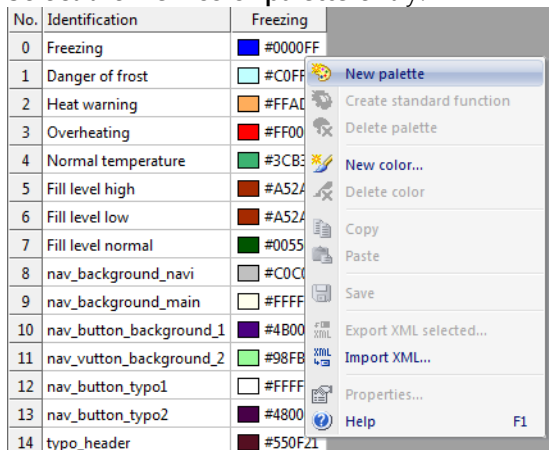 No. Identification Freezing
0 Freezing #0000FF
1 Danger of frost #C0FF
2 Heat warning #FFAD
3 Overheating #FF00
4 Normal temperature #3CB3
5 Fill level high #A52A
6 Fill level low #A52A
7 Fill level normal #0055
8 nav_background_navi #C0C0
9 nav_background_main #FFFF
10 nav_button_background_1 #4B00
11 nav_vutton_background_2 #98FB
12 nav_button_typo1 #FFFF
13 nav_button_typo2 #4800
14 typo_header #550F21
New palette
Create standard function
Delete palette
New color...
Delete color
Copy
Paste
Save
Export XML selected...
Import XML...
Properties...
Help F1